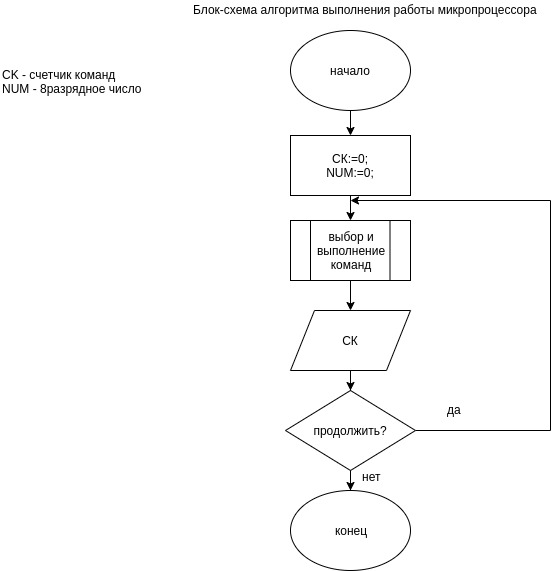 Блок-схема алгоритма выполнения работы микропроцессора
СК - счетчик команд
NUM - 8разрядное число
начало
СК:=0;
NUM:=0;
выбор и
выполнение
команд
СК
продолжить?
да
нет
конец